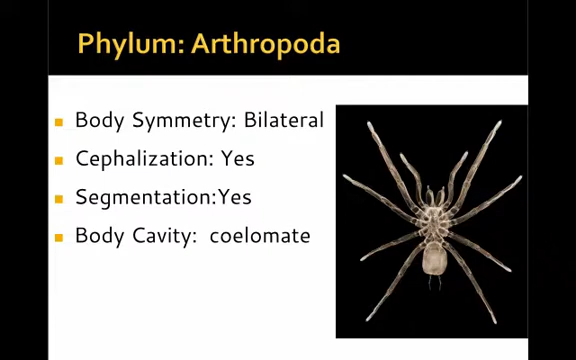 Phylum: Arthropoda
Body Symmetry: Bilateral
Cephalization: Yes
Segmentation:Yes
Body Cavity: coelomate